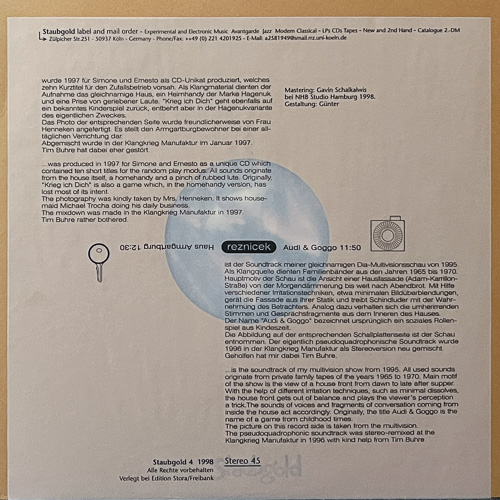 Staubgold label and mail order - Experimental and Electronic Music Avantgarde Jazz Modern Classical - LPs CDs Tapes - New and 2nd Hand - Catalogue 2.-DM
Zülpicher Str.251 - 50937 Köln - Germany - Phone/Fax: ++49 (0) 221 4201925 - E-Mail: a2581949@smail.rrz.uni-koeln.de
wurde 1997 für Simone und Ernesto als CD-Unikat produziert, welches
zehn Kurztitel für den Zufallsbetrieb vorsah. Als Klangmaterial dienten der
Aufnahme das gleichnamige Haus, ein Heimhandy der Marke Hagenuk
und eine Prise von geriebener Laute. "Krieg ich Dich" geht ebenfalls auf
ein bekanntes Kinderspiel zurück, entbehrt aber in der Hagenukvariante
des eigentlichen Zweckes.
Das Photo der entsprechenden Seite wurde freundlicherweise von Frau
Henneken angefertigt. Es stellt den Armgartburgbewohner bei einer all-
täglichen Verrichtung dar.
Abgemischt wurde in der Klangkrieg Manufaktur im Januar 1997.
Tim Buhre hat dabei eher gestört
Mastering: Gavin Schalkalwis
bei NHB Studio Hamburg 1998.
Gestaltung: Günter
...was produced in 1997 for Simone and Ernesto as a unique CD which
contained ten short titles for the random play modus. All sounds originate
from the house itself, a homehandy and a pinch of rubbed lute. Originally,
"Krieg ich Dich" is also a game which, in the homehandy version, has
lost most of its intent.
The photography was kindly taken by Mrs. Henneken. It shows house-
maid Michael Trocha doing his daily business.
The mixdown was made in the Klangkrieg Manufaktur in 1997.
Tim Buhre rather bothered.
Haus Armgartburg 12:30
reznicek
Audi & Goggo 11:50
ist der Soundtrack meiner gleichnamigen Dia-Multivisionsschau von 1995.
Als Klangquelle dienten Familienbänder aus den Jahren 1965 bis 1970.
Hauptmotiv der Schau ist die Ansicht einer Hausfassade (Adam-Karrillon-
Straße) von der Morgendämmerung bis weit nach Abendbrot. Mit Hilfe
verschiedener Irritationstechniken, etwa minimalen Bildüberblendungen,
gerät die Fassade aus ihrer Statik und treibt Schindluder mit der Wahr-
nehmung des Betrachters. Analog dazu verhalten sich die umherirrenden
Stimmen und Gesprächsfragmente aus dem Inneren des Hauses.
Der Name "Audi & Goggo" bezeichnet ursprünglich ein soziales Rollen-
spiel aus Kindeszeit.
Die Abbildung auf der entsprechenden Schallplattenseite ist der Schau
entnommen. Der eigentlich pseudoquadrophonische Soundtrack wurde
1996 in der Klangkrieg Manufaktur als Stereoversion neu gemischt.
Geholfen hat mir dabei Tim Buhre.
...is the soundtrack of my multivision show from 1995. All used sounds
originate from private family tapes of the years 1965 to 1970. Main motif
of the show is the view of a house front from dawn to late after supper.
With the help of different irritation techniques, such as minimal dissolves,
the house front gets out of balance and plays the viewer's perception
a trick.The sounds of voices and fragments of conversation coming from
inside the house act accordingly. Originally, the title Audi & Goggo is the
name of a game from childhood times.
The picture on this record side is taken from the multivision.
The pseudoquadrophonic soundtrack was stereo-remixed at the
Klangkrieg Manufaktur in 1996 with kind help from Tim Buhre
Staubgold 4 1998
Alle Rechte vorbehalten
Verlegt bei Edition Stora/Freibank
Stereo 45
staubgold